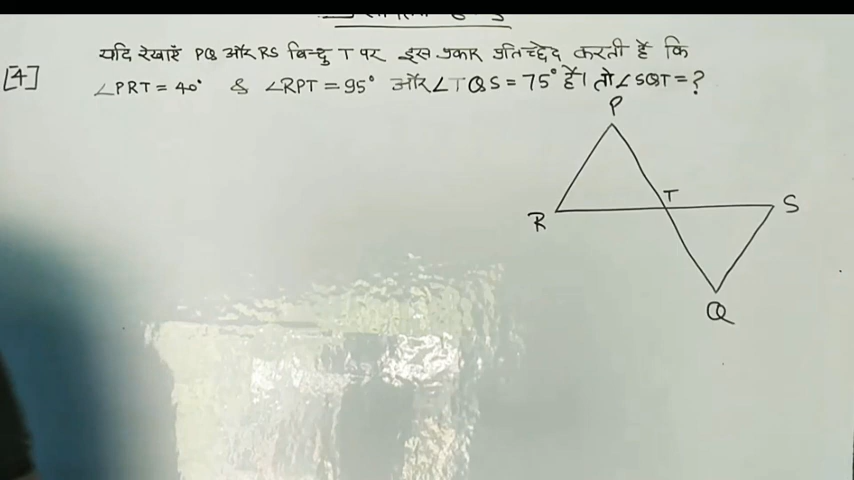 [4] यदि रेखाएँ PQ और RS बिन्दु T पर इस प्रकार प्रतिच्छेद करती हैं कि
∠PRT = 40° & ∠RPT = 95° और ∠TQS = 75° हैं। तो ∠SQT = ?
P
T
S
R
Q